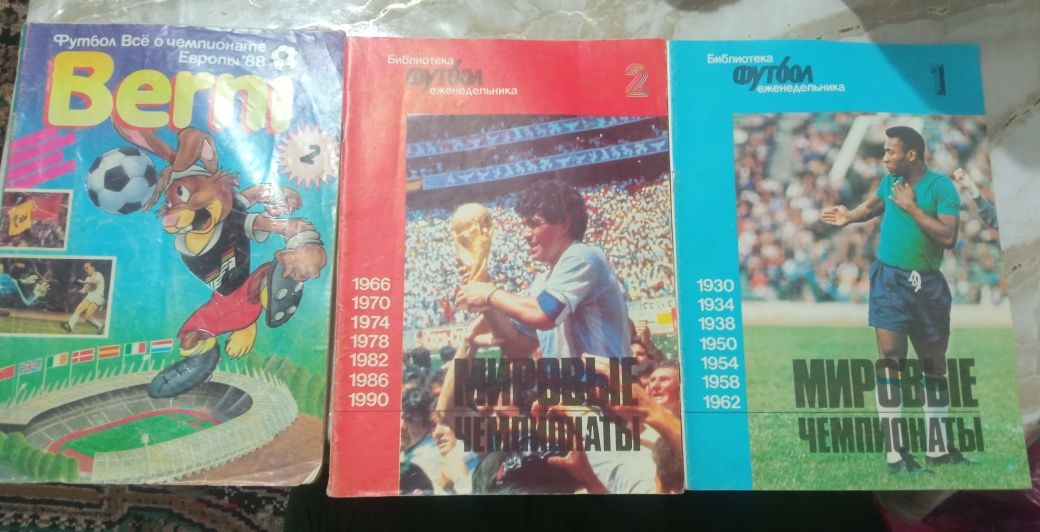 Футбол Всё о чемпионате
Европы '88
Berni
2
Библиотека
Футбол
еженедельника
2
1966
1970
1974
1978
1982
1986
1990
МИРОВЫЕ
ЧЕМПИОНАТЫ
Библиотека
Футбол
еженедельника
1
1930
1934
1938
1950
1954
1958
1962
МИРОВЫЕ
ЧЕМПИОНАТЫ